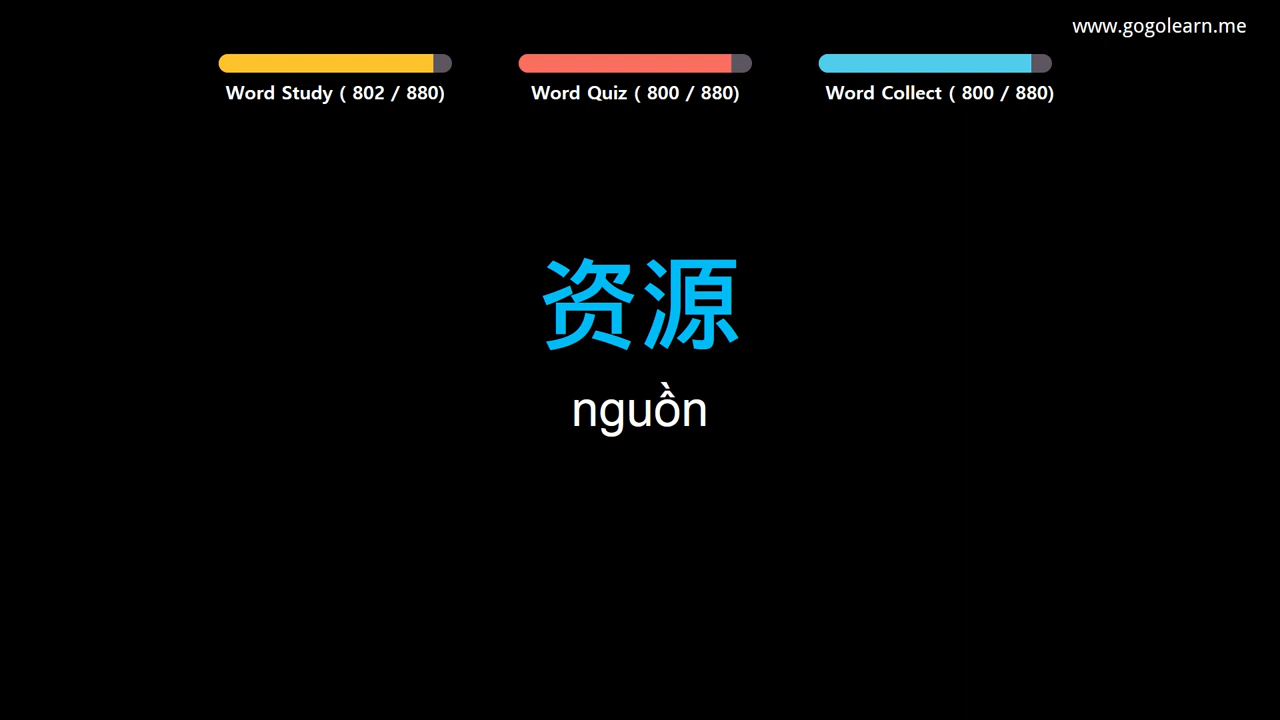 www.gogolearn.me
Word Study ( 802 / 880)
Word Quiz ( 800 / 880)
Word Collect ( 800 / 880)
资源
nguồn